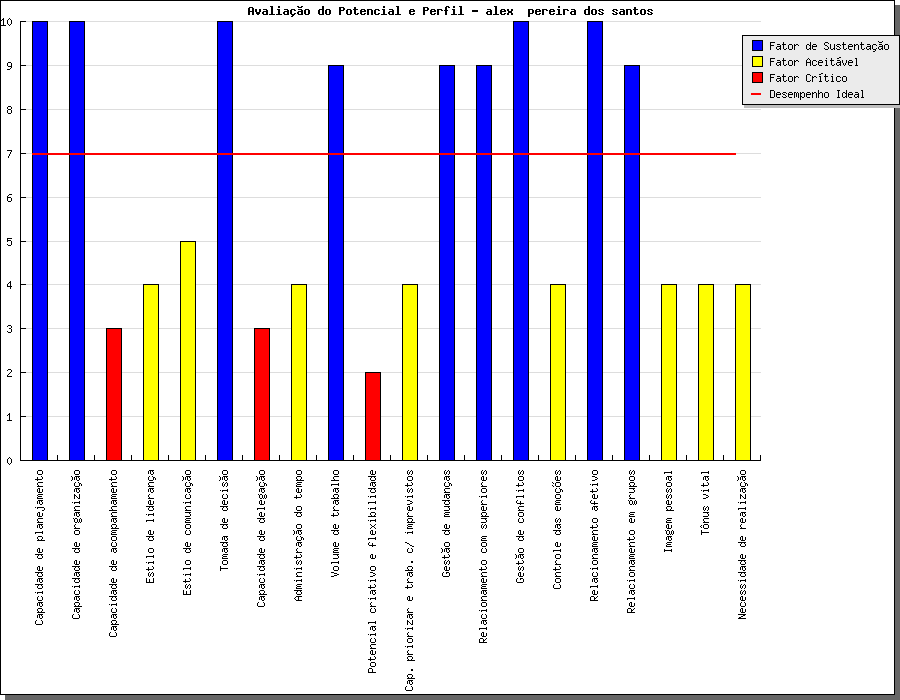 Avaliação do Potencial e Perfil - alex  pereira dos santos
Fator de Sustentação
Fator Aceitável
Fator Crítico
Desempenho Ideal
10
9
8
7
6
5
4
3
2
1
0
Capacidade de planejamento
Capacidade de organização
Capacidade de acompanhamento
Estilo de liderança
Estilo de comunicação
Tomada de decisão
Capacidade de delegação
Administração do tempo
Volume de trabalho
Potencial criativo e flexibilidade
Cap. priorizar e trab. c/ imprevistos
Gestão de mudanças
Relacionamento com superiores
Gestão de conflitos
Controle das emoções
Relacionamento afetivo
Relacionamento em grupos
Imagem pessoal
Tônus vital
Necessidade de realização